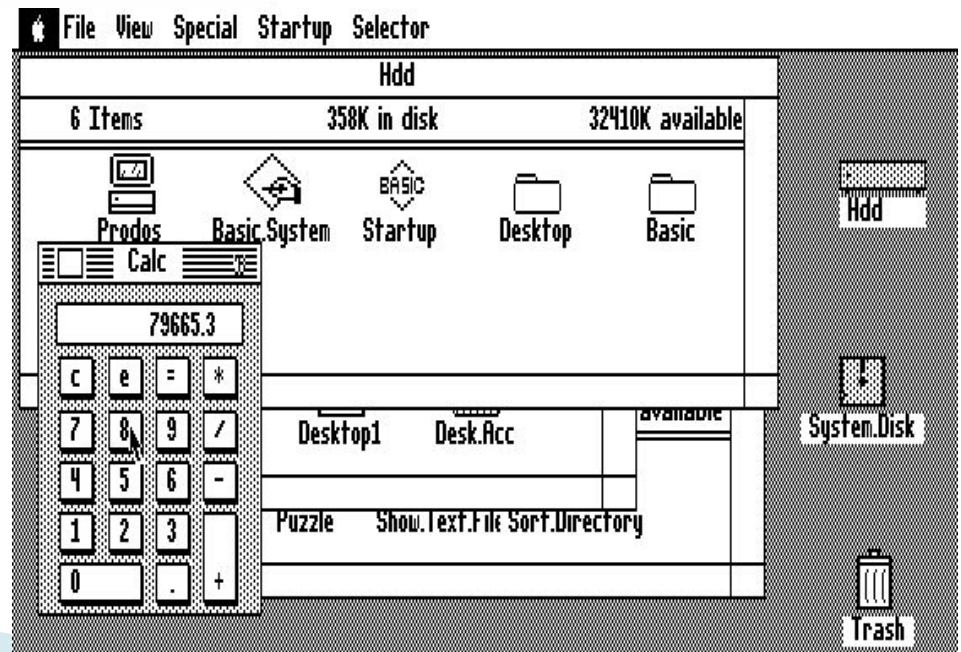 File View Special Startup Selector
Hdd
6 Items 358K in disk 32410K available
Prodos Basic.System Startup Desktop Basic
BASIC
Hdd
Calc
79665.3
c e = *
7 8 9 /
4 5 6 -
1 2 3
0 . +
Desktop1 Desk.Acc
available
Puzzle Show.Text.File Sort.Directory
System.Disk
Trash